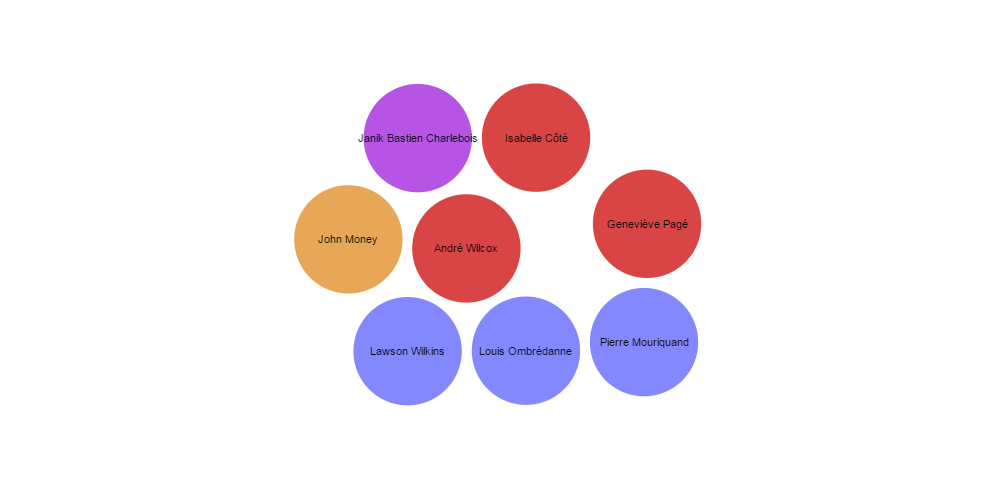 Janik Bastien Charlebois
Isabelle Côté
Geneviève Pagé
John Money
André Wilcox
Lawson Wilkins
Louis Ombrédanne
Pierre Mouriquand